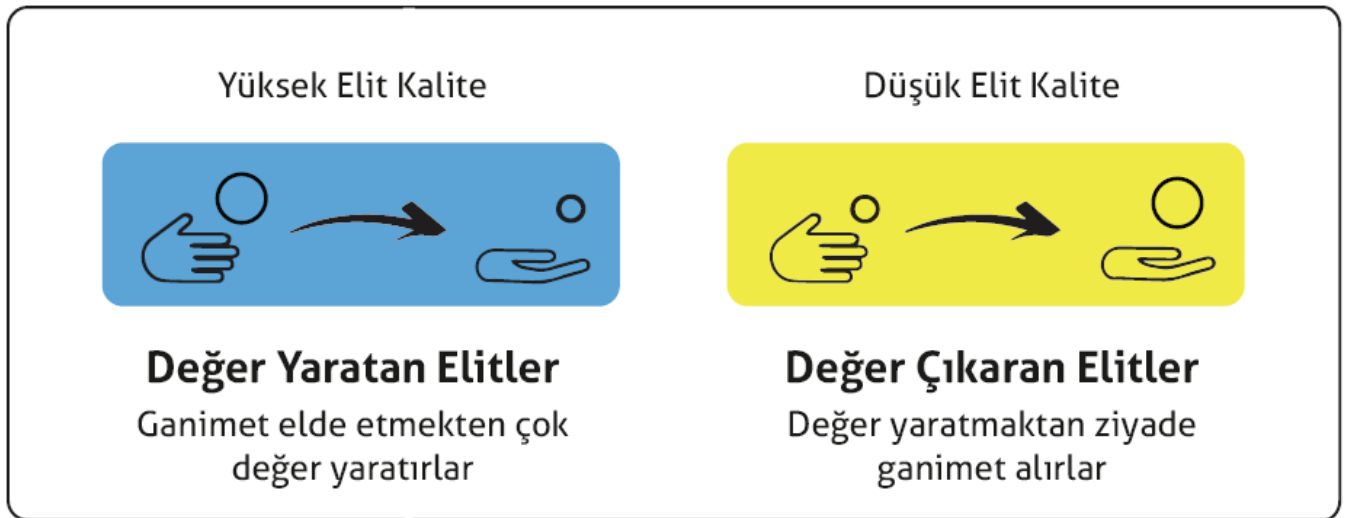 Yüksek Elit Kalite
Değer Yaratan Elitler
Ganimet elde etmekten çok
değer yaratırlar
Düşük Elit Kalite
Değer Çıkaran Elitler
Değer yaratmaktan ziyade
ganimet alırlar